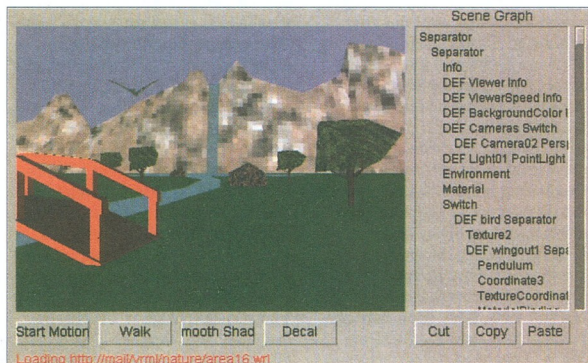 Scene Graph
Separator
Separator
Info
DEF Viewer Info
DEF ViewerSpeed Info
DEF BackgroundColor I
DEF Cameras Switch
DEF Camera02 Persp
DEF Light01 PointLight
Environment
Material
Switch
DEF bird Separator
Texture2
DEF wingout1 Sepa
Pendulum
Coordinate3
TextureCoordinat
MaterialBinding
Start Motion Walk mooth Shad Decal Cut Copy Paste
Loading http://mall/vrml/nature/area16.wrl